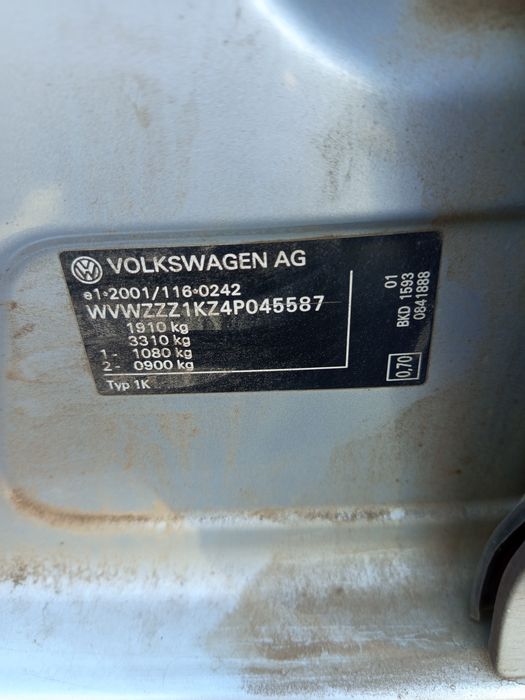 VOLKSWAGEN AG
e1*2001/116*0242
WVWZZZ1KZ4P045587
1910 kg
3310 kg
1- 1080 kg
2- 0900 kg
Typ 1K
01
BKD 1593
0841888
0,70